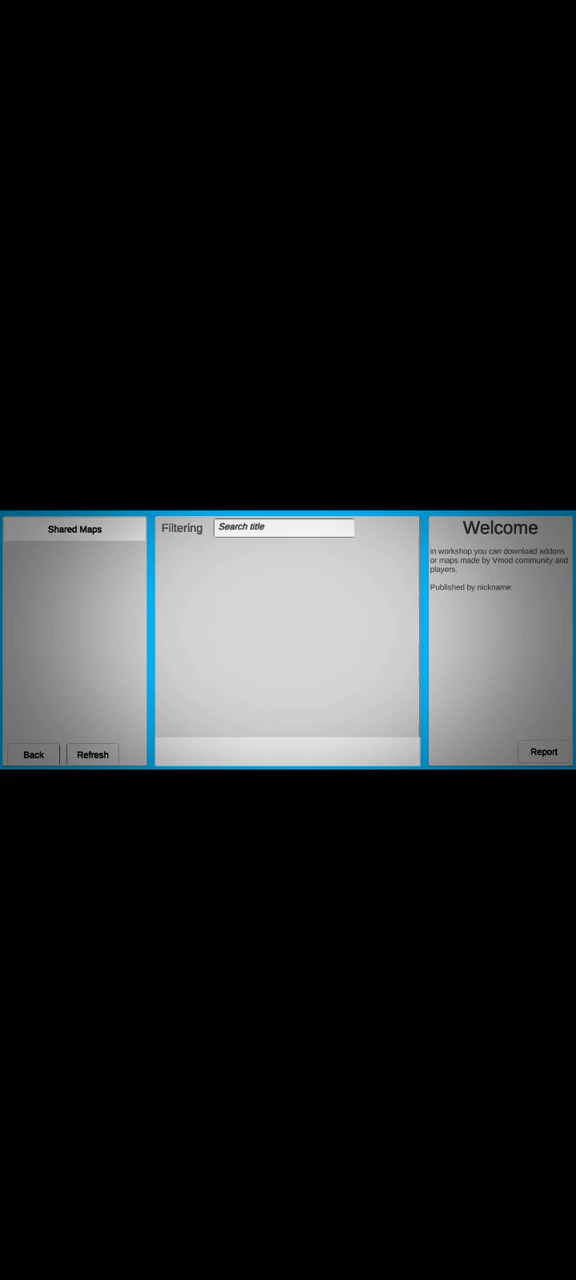 Shared Maps
Back
Refresh
Filtering
Search title
Welcome
in workshop you can download addons
or maps made by Vmod community and
players.
Published by nickname:
Report